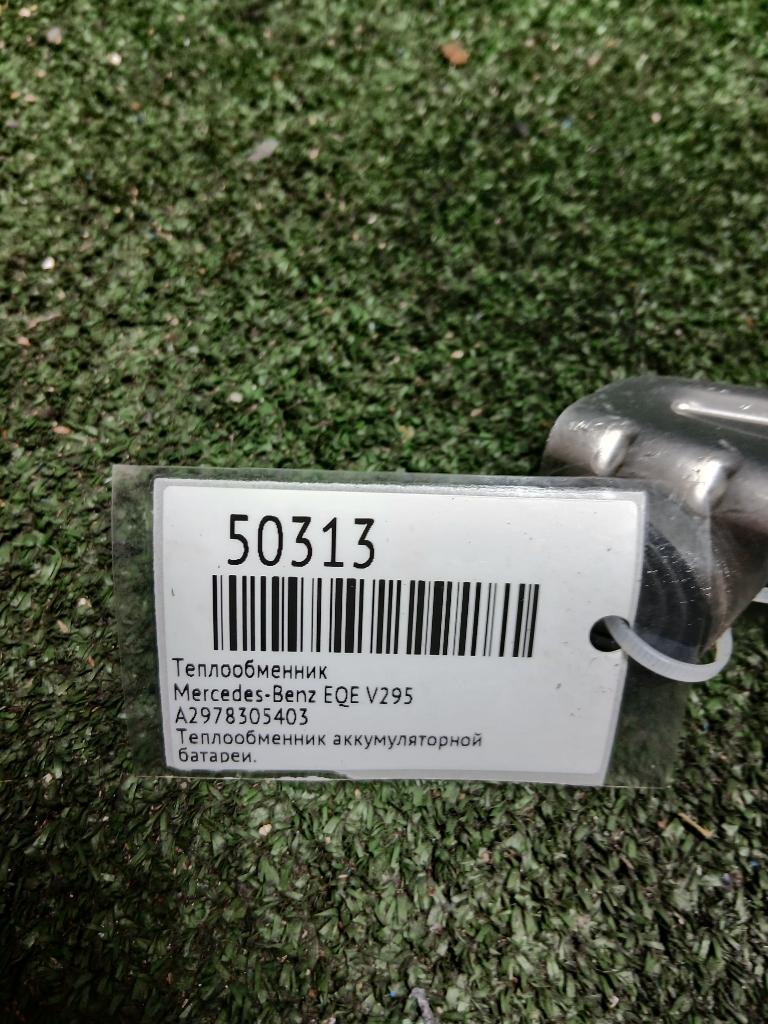 50313
Теплообменник
Mercedes-Benz EQE V295
A2978305403
Теплообменник аккумуляторной
батареи.